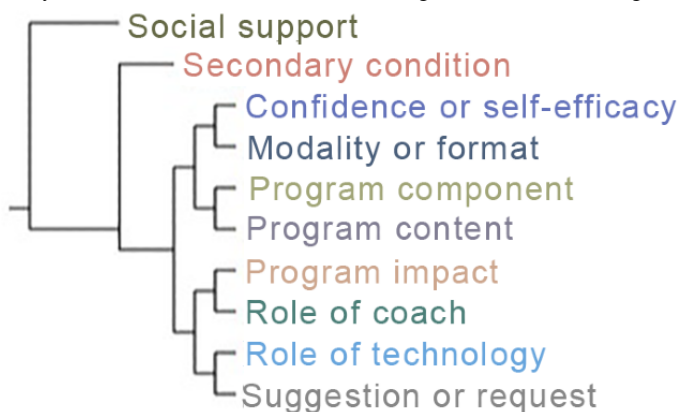 Social support
Secondary condition
Confidence or self-efficacy
Modality or format
Program component
Program content
Program impact
Role of coach
Role of technology
Suggestion or request